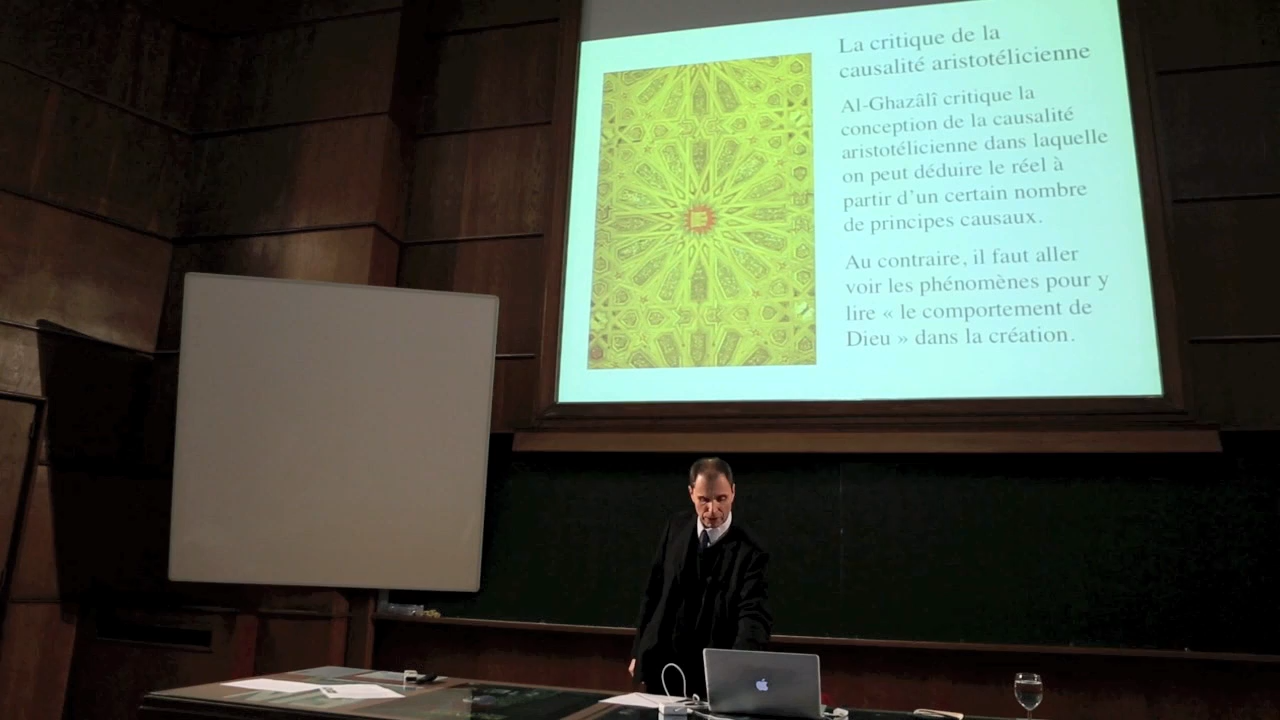 La critique de la
causalité aristotélicienne
Al-Ghazâlî critique la
conception de la causalité
aristotélicienne dans laquelle
on peut déduire le réel à
partir d'un certain nombre
de principes causaux.
Au contraire, il faut aller
voir les phénomènes pour y
lire « le comportement de
Dieu » dans la création.